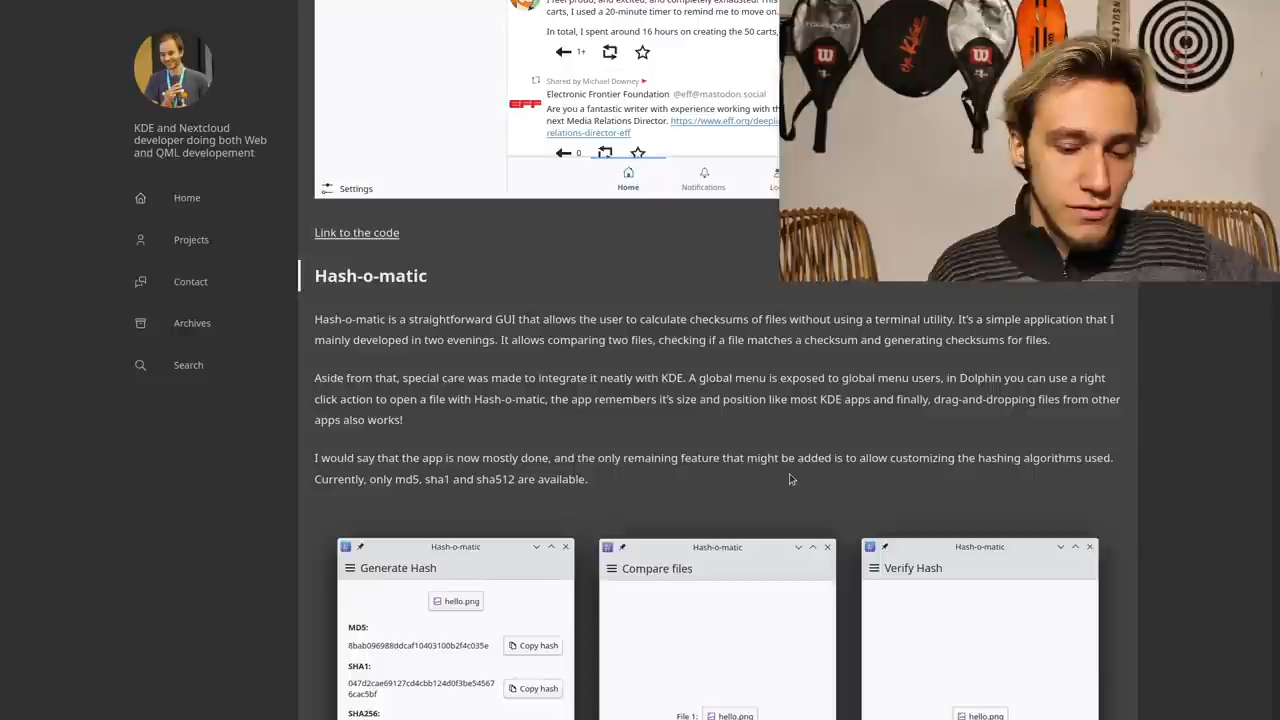 KDE and Nextcloud
developer doing both Web
and QML developement
Home
Projects
Contact
Archives
Search
I feel proud, and excited, and completely exhausted. This
carts, I used a 20-minute timer to remind me to move on.
In total, I spent around 16 hours on creating the 50 carts,
1+
Shared by Michael Downey
Electronic Frontier Foundation @eff@mastodon.social
Are you a fantastic writer with experience working with th
next Media Relations Director. https://www.eff.org/deepli
relations-director-eff
0
Settings
Home
Notifications
Lo
Link to the code
Hash-o-matic
Hash-o-matic is a straightforward GUI that allows the user to calculate checksums of files without using a terminal utility. It's a simple application that I
mainly developed in two evenings. It allows comparing two files, checking if a file matches a checksum and generating checksums for files.
Aside from that, special care was made to integrate it neatly with KDE. A global menu is exposed to global menu users, in Dolphin you can use a right
click action to open a file with Hash-o-matic, the app remembers it's size and position like most KDE apps and finally, drag-and-dropping files from other
apps also works!
I would say that the app is now mostly done, and the only remaining feature that might be added is to allow customizing the hashing algorithms used.
Currently, only md5, sha1 and sha512 are available.
Hash-o-matic
Generate Hash
hello.png
MD5:
8bab096988ddcaf10403100b2f4c035e
Copy hash
SHA1:
047d2cae69127cd4cbb124d0f3be54567
6cac5bf
Copy hash
SHA256:
Hash-o-matic
Compare files
File 1:
hello.png
Hash-o-matic
Verify Hash
hello.png